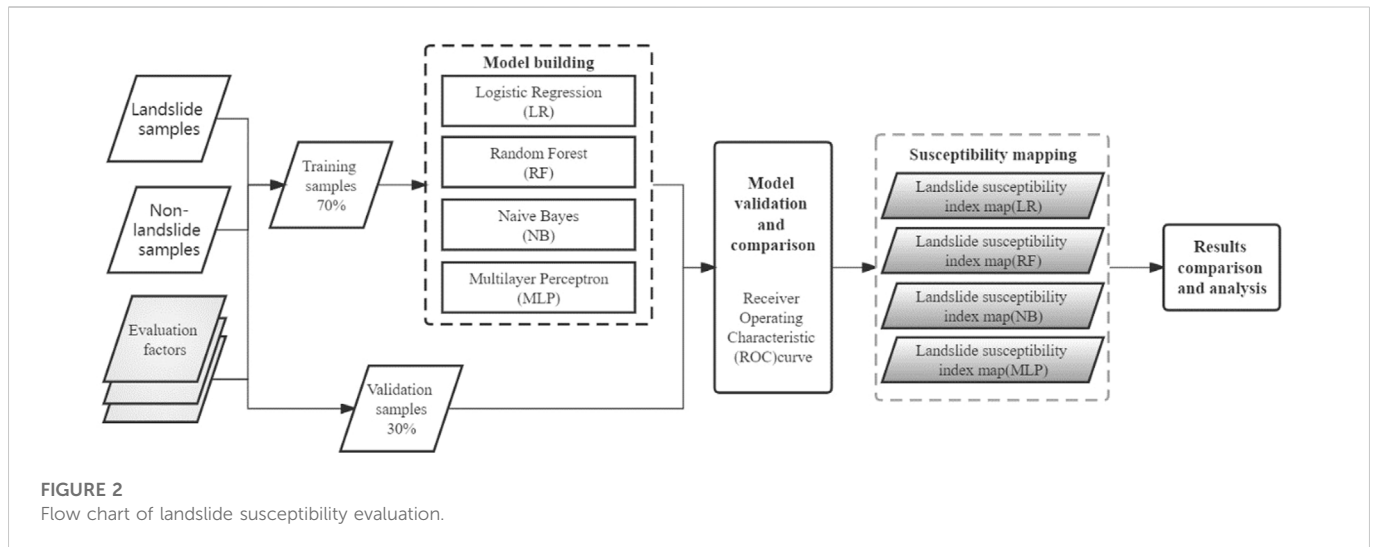 Landslide
samples
Non-
landslide
samples
Evaluation
factors
Training
samples
70%
Validation
samples
30%
Model building
Logistic Regression
(LR)
Random Forest
(RF)
Naive Bayes
(NB)
Multilayer Perceptron
(MLP)
Model
validation
and
comparison
Receiver
Operating
Characteristic
(ROC)curve
Susceptibility mapping
Landslide susceptibility
index map(LR)
Landslide susceptibility
index map(RF)
Landslide susceptibility
index map(NB)
Landslide susceptibility
index map(MLP)
Results
comparison
and analysis
FIGURE 2
Flow chart of landslide susceptibility evaluation.